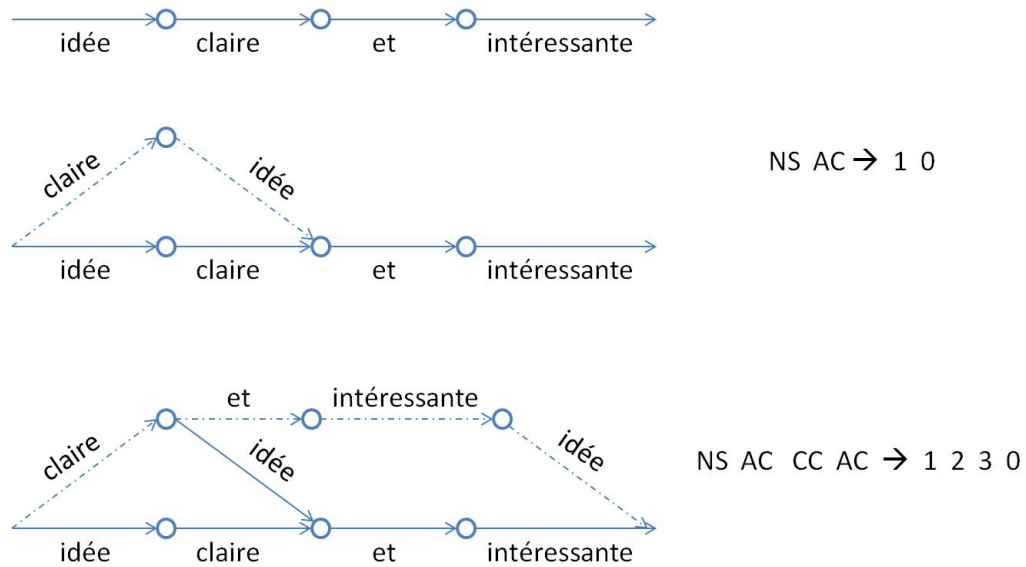 idée claire et intéressante
claire idée
NS AC → 1 0
idée claire et intéressante
et intéressante
claire idée idée
NS AC CC AC → 1 2 3 0
idée claire et intéressante